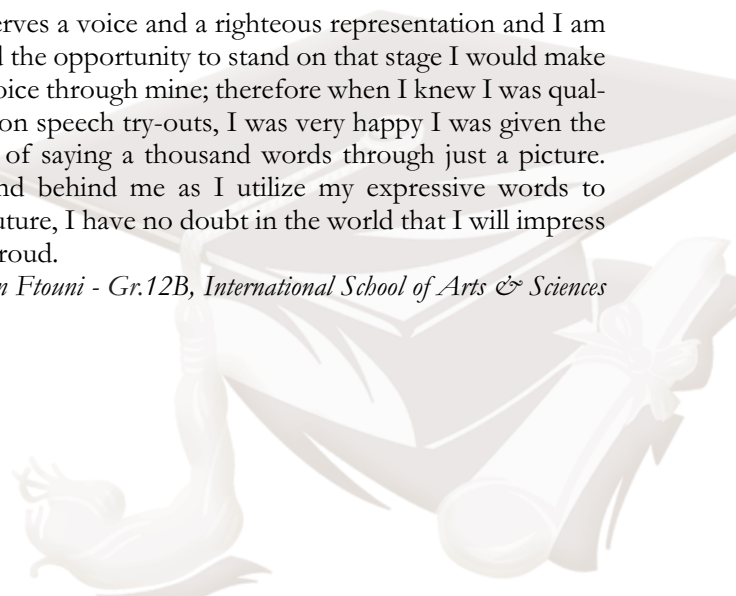 erves a voice and a righteous representation and I am
the opportunity to stand on that stage I would make
oice through mine; therefore when I knew I was qual-
on speech try-outs, I was very happy I was given the
of saying a thousand words through just a picture.
nd behind me as I utilize my expressive words to
uture, I have no doubt in the world that I will impress
roud.
n Ftouni - Gr.12B, International School of Arts & Sciences